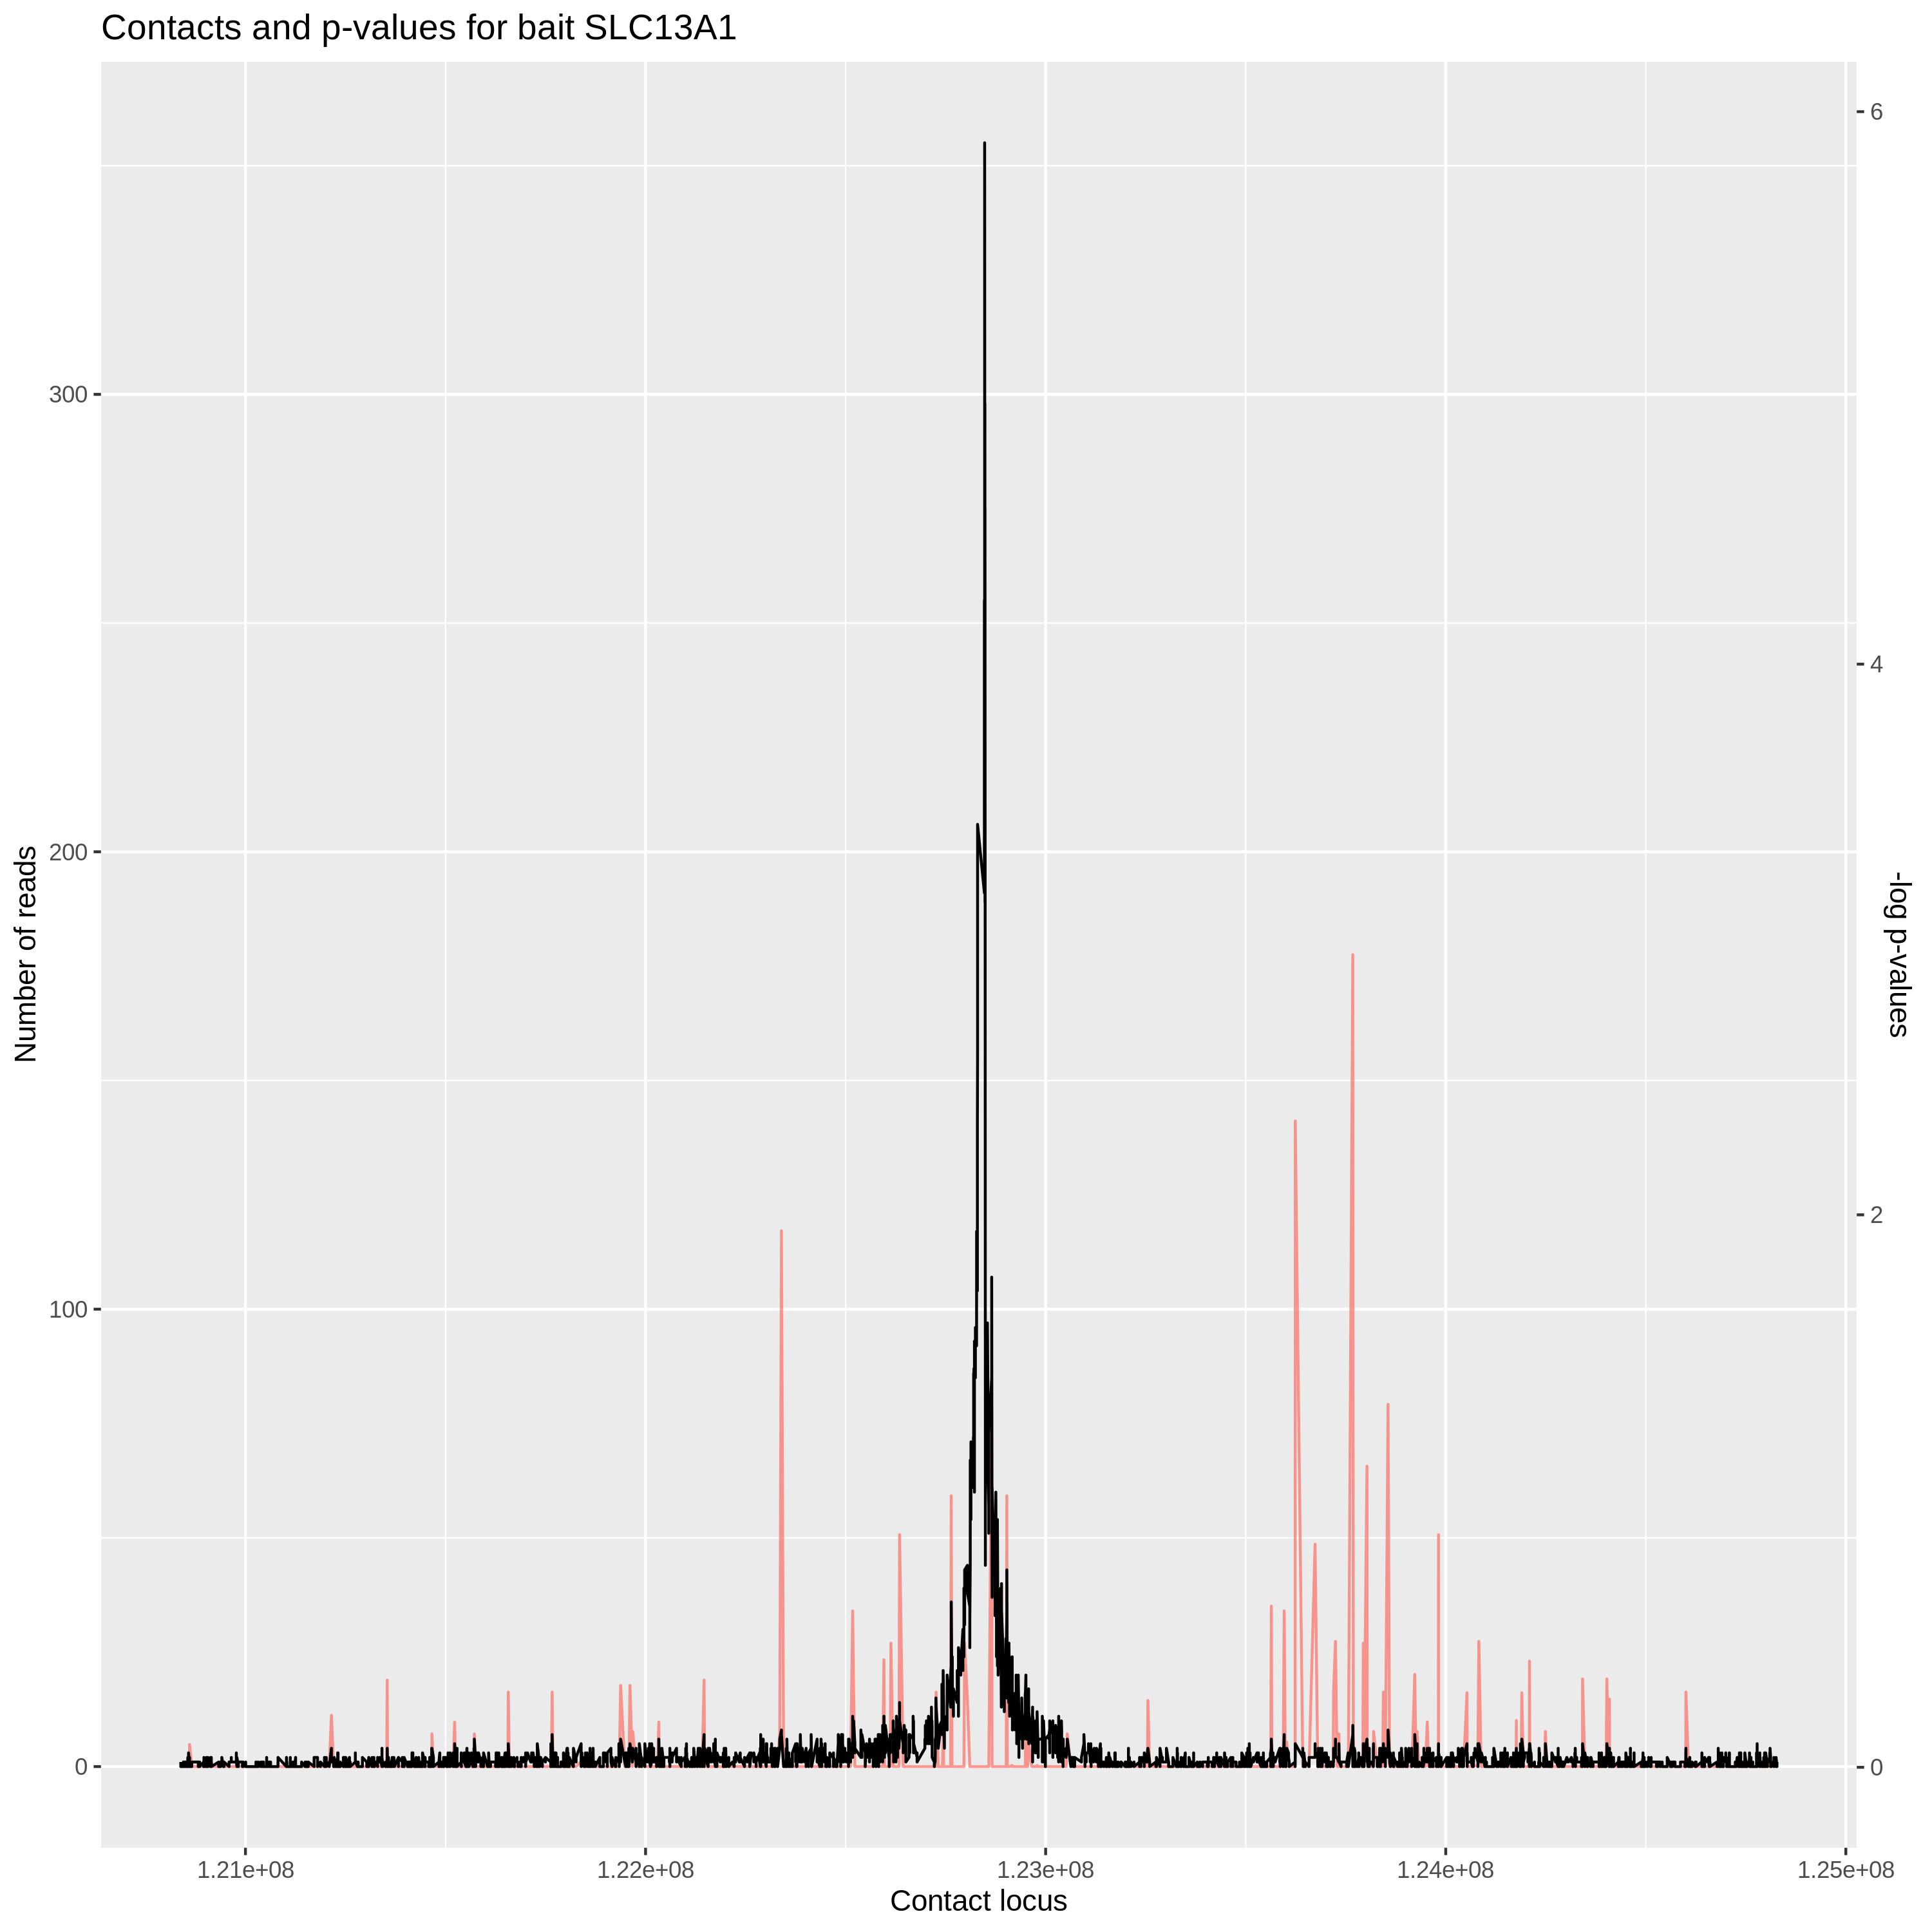 Contacts and p-values for bait SLC13A1
Number of reads
300
200
100
0
-log p-values
6
4
2
0
1.21e+08 1.22e+08 1.23e+08 1.24e+08 1.25e+08
Contact locus